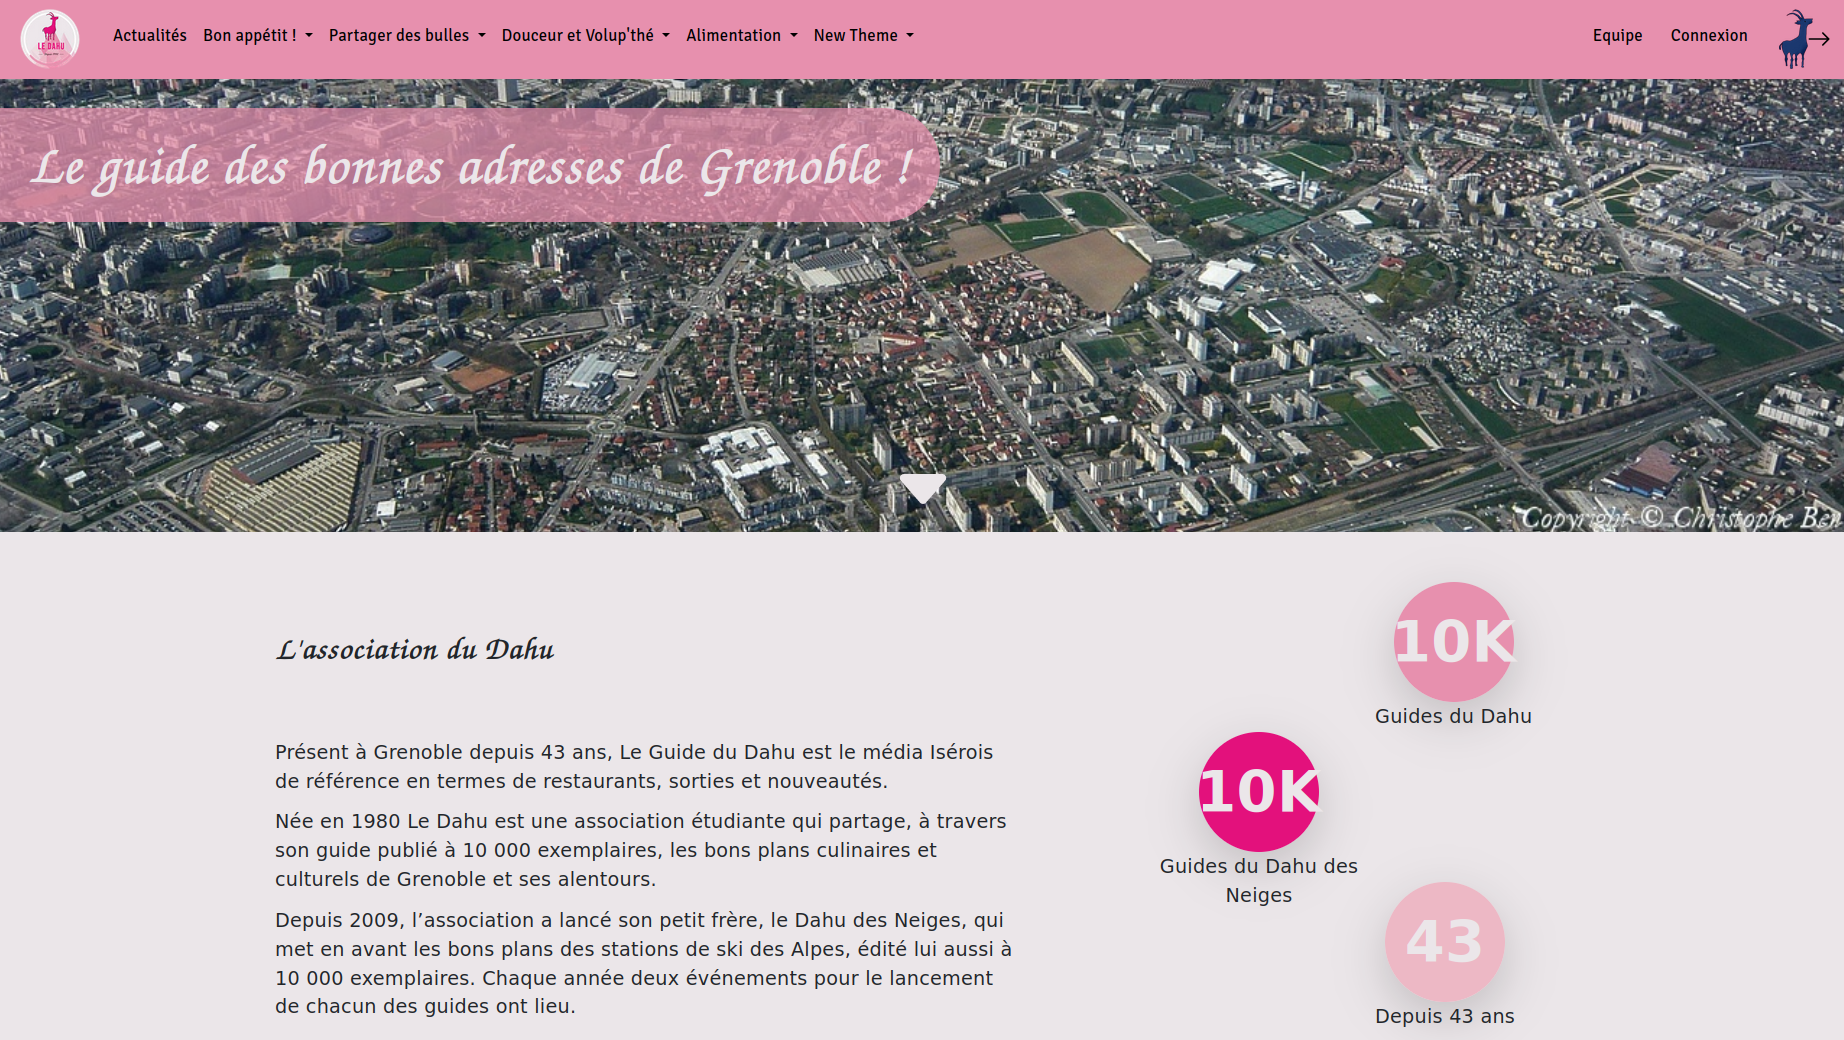 LE DAHU
Actualités
Bon appétit !
Partager des bulles
Douceur et Volup'thé
Alimentation
New Theme
Equipe
Connexion
Le guide des bonnes adresses de Grenoble !
Copyright © Christophe Ben
L'association du Dahu
Présent à Grenoble depuis 43 ans, Le Guide du Dahu est le média Isérois
de référence en termes de restaurants, sorties et nouveautés.
Née en 1980 Le Dahu est une association étudiante qui partage, à travers
son guide publié à 10 000 exemplaires, les bons plans culinaires et
culturels de Grenoble et ses alentours.
Depuis 2009, l’association a lancé son petit frère, le Dahu des Neiges, qui
met en avant les bons plans des stations de ski des Alpes, édité lui aussi à
10 000 exemplaires. Chaque année deux événements pour le lancement
de chacun des guides ont lieu.
10K
Guides du Dahu
10K
Guides du Dahu des
Neiges
43
Depuis 43 ans